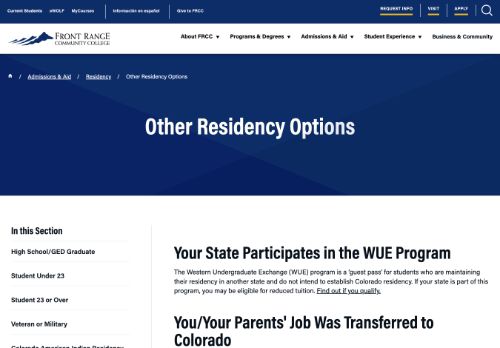 Current Students eWOLF MyCourses Información en español Give to FRCC REQUEST INFO VISIT APPLY
FRONT RANGE
COMMUNITY COLLEGE
About FRCC ▼ Programs & Degrees ▼ Admissions & Aid ▼ Student Experience ▼ Business & Community
/ Admissions & Aid / Residency / Other Residency Options
Other Residency Options
In this Section
High School/GED Graduate
Student Under 23
Student 23 or Over
Veteran or Military
Colorado American Indian Residency
Your State Participates in the WUE Program
The Western Undergraduate Exchange (WUE) program is a 'guest pass' for students who are maintaining
their residency in another state and do not intend to establish Colorado residency. If your state is part of this
program, you may be eligible for reduced tuition. Find out if you qualify.
You/Your Parents' Job Was Transferred to
Colorado